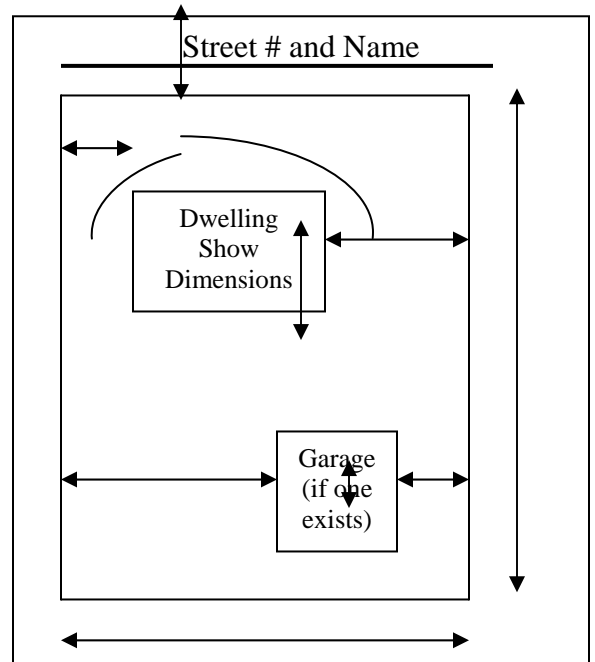 Street # and Name
Dwelling
Show
Dimensions
Garage
(if one
exists)